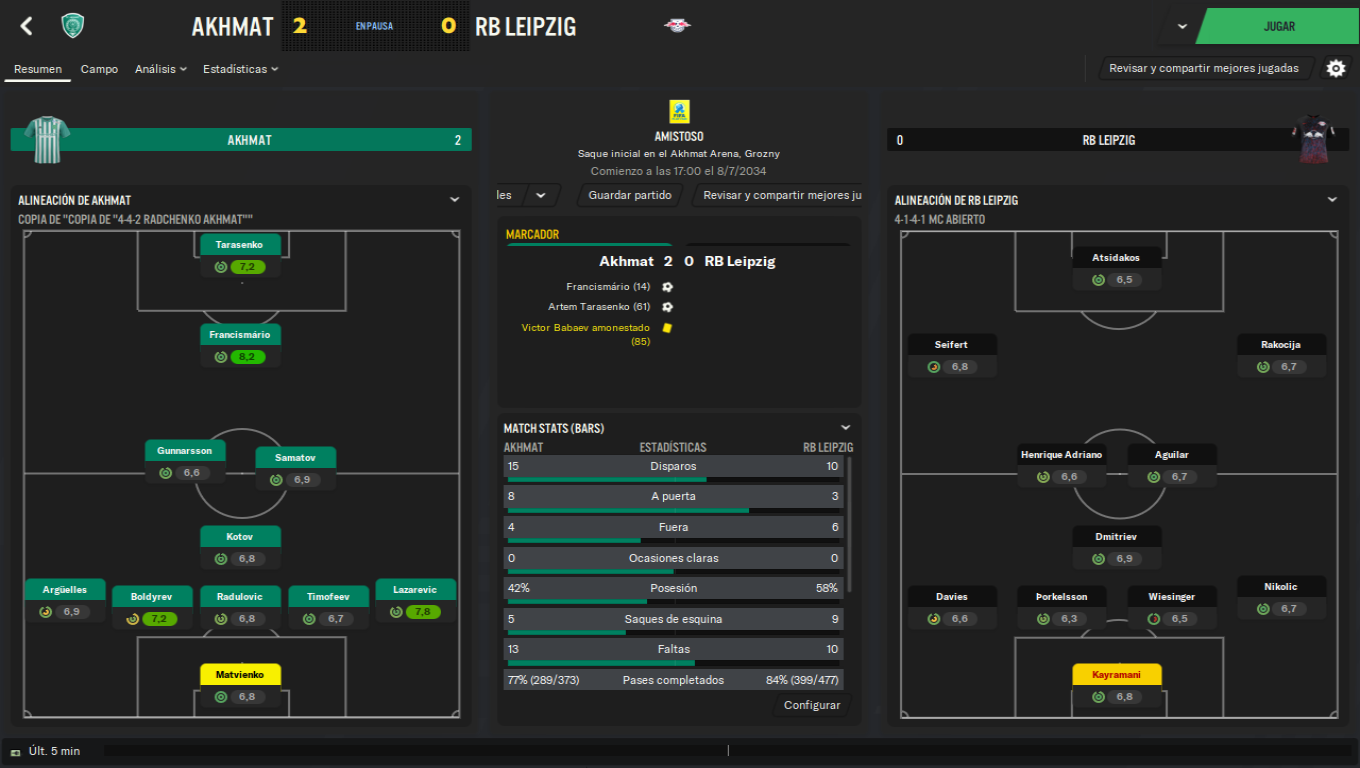 AKHMAT 2 EN PAUSA 0 RB LEIPZIG
JUGAR
Resumen Campo Análisis Estadísticas
Revisar y compartir mejores jugadas
AKHMAT 2
ALINEACIÓN DE AKHMAT
COPIA DE "COPIA DE "4-4-2 RADCHENKO AKHMAT""
Tarasenko
7,2
Francismário
8,2
Gunnarsson
6,6
Samatov
6,9
Kotov
6,8
Argüelles
6,9
Boldyrev
7,2
Radulovic
6,8
Timofeev
6,7
Lazarevic
7,8
Matvienko
6,8
FIFA
AMISTOSO
Saque inicial en el Akhmat Arena, Grozny
Comienzo a las 17:00 el 8/7/2034
les
Guardar partido
Revisar y compartir mejores ju
MARCADOR
Akhmat 2 0 RB Leipzig
Francismário (14)
Artem Tarasenko (61)
Victor Babaev amonestado
(85)
MATCH STATS (BARS)
AKHMAT ESTADÍSTICAS RB LEIPZIG
15 Disparos 10
8 A puerta 3
4 Fuera 6
0 Ocasiones claras 0
42% Posesión 58%
5 Saques de esquina 9
13 Faltas 10
77% (289/373) Pases completados 84% (399/477)
Configurar
0 RB LEIPZIG
ALINEACIÓN DE RB LEIPZIG
4-1-4-1 MC ABIERTO
Atsidakos
6,5
Seifert
6,8
Rakocija
6,7
Henrique Adriano
6,6
Aguilar
6,7
Dmitriev
6,9
Davies
6,6
Porkelsson
6,3
Wiesinger
6,5
Nikolic
6,7
Kayramani
6,8
Últ. 5 min